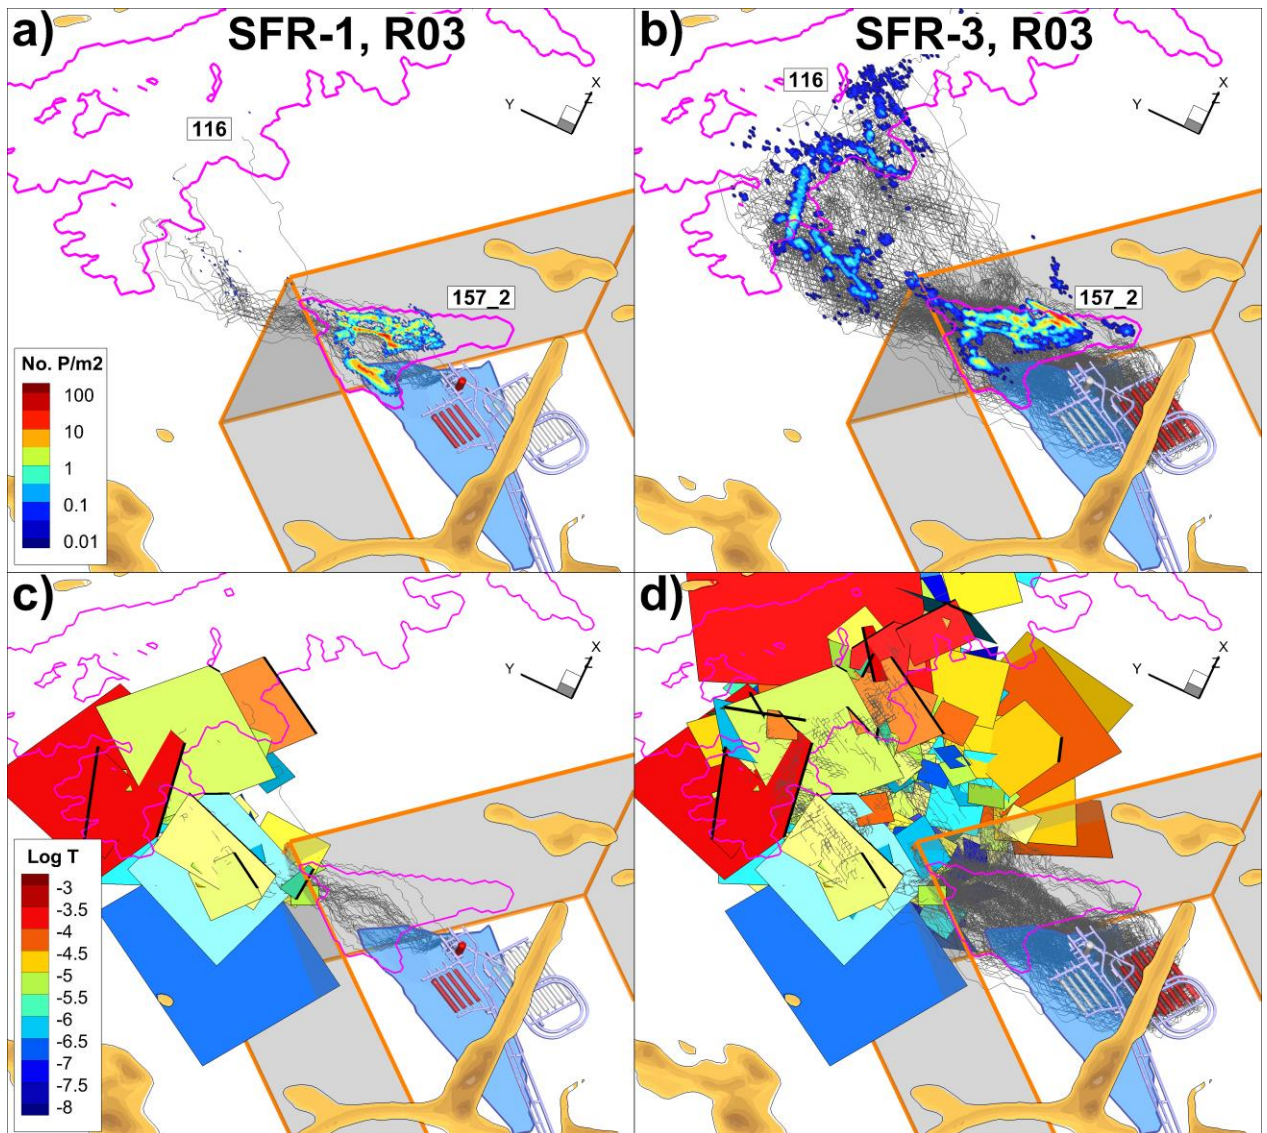 a) SFR-1, R03
116
X
Y
Z
157_2
No. P/m2
100
10
1
0.1
0.01
b) SFR-3, R03
116
X
Y
Z
157_2
c)
X
Y
Z
Log T
-3
-3.5
-4
-4.5
-5
-5.5
-6
-6.5
-7
-7.5
-8
d)
X
Y
Z